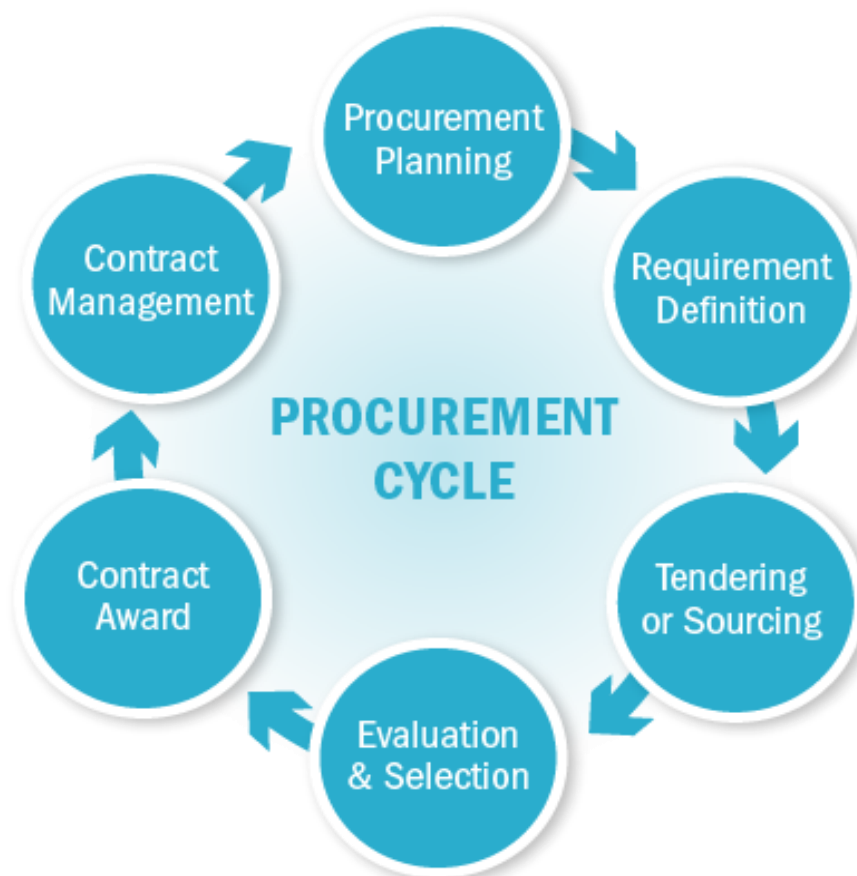 Procurement
Planning
Requirement
Definition
Tendering
or Sourcing
Evaluation
& Selection
Contract
Award
Contract
Management
PROCUREMENT
CYCLE